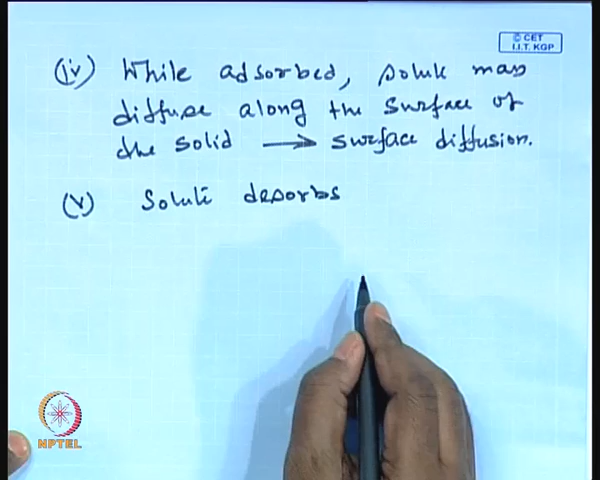 © CET
I.I.T. KGP
(iv) While adsorbed, solute may
diffuse along the surface of
the solid → surface diffusion.
(v) Solute desorbs
NPTEL